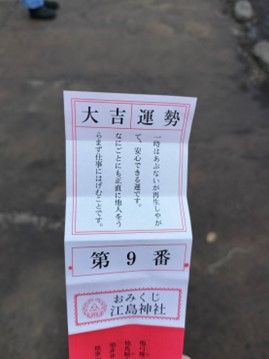 大吉 運勢
一時はあぶないが再生しやが
て、安心できる運です。
なにごとにも正直に他人をう
らまず仕事にはげむことです。
第9番
おみくじ
江島神社